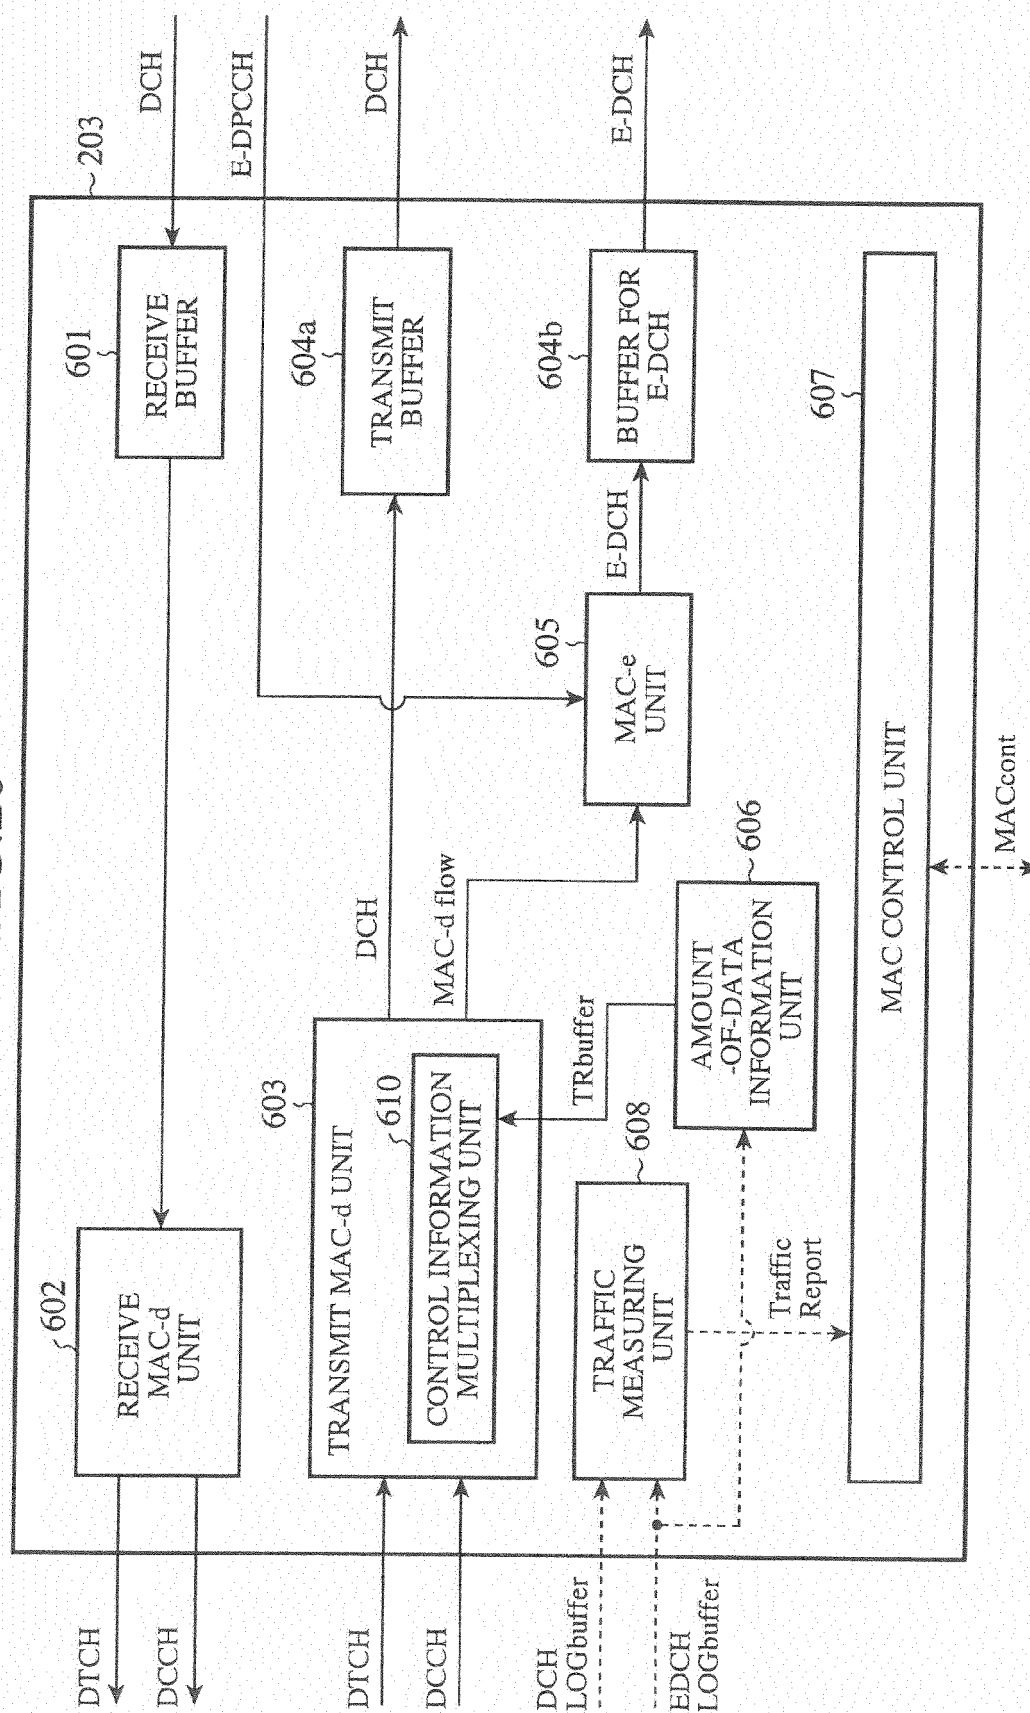 203
DCH
E-DPCCH
DCH
E-DCH
601
RECEIVE
BUFFER
604a
TRANSMIT
BUFFER
604b
BUFFER FOR
E-DCH
607
E-DCH
605
MAC-e
UNIT
MAC CONTROL UNIT
MACcont
DCH
MAC-d flow
606
AMOUNT
-OF-DATA
INFORMATION
UNIT
TRbuffer
602
RECEIVE
MAC-d
UNIT
603
TRANSMIT MAC-d UNIT
610
CONTROL INFORMATION
MULTIPLEXING UNIT
608
TRAFFIC
MEASURING
UNIT
Traffic
Report
DTCH
DCCH
DTCH
DCCH
DCH
LOGbuffer
EDCH
LOGbuffer